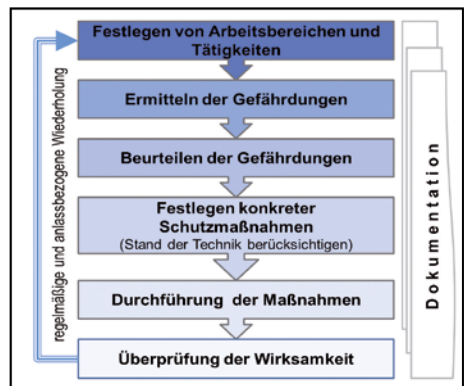 Festlegen von Arbeitsbereichen und
Tätigkeiten
Ermitteln der Gefährdungen
Beurteilen der Gefährdungen
Festlegen konkreter
Schutzmaßnahmen
(Stand der Technik berücksichtigen)
Durchführung der Maßnahmen
Überprüfung der Wirksamkeit
regelmäßige und anlassbezogene Wiederholung
Dokumentation